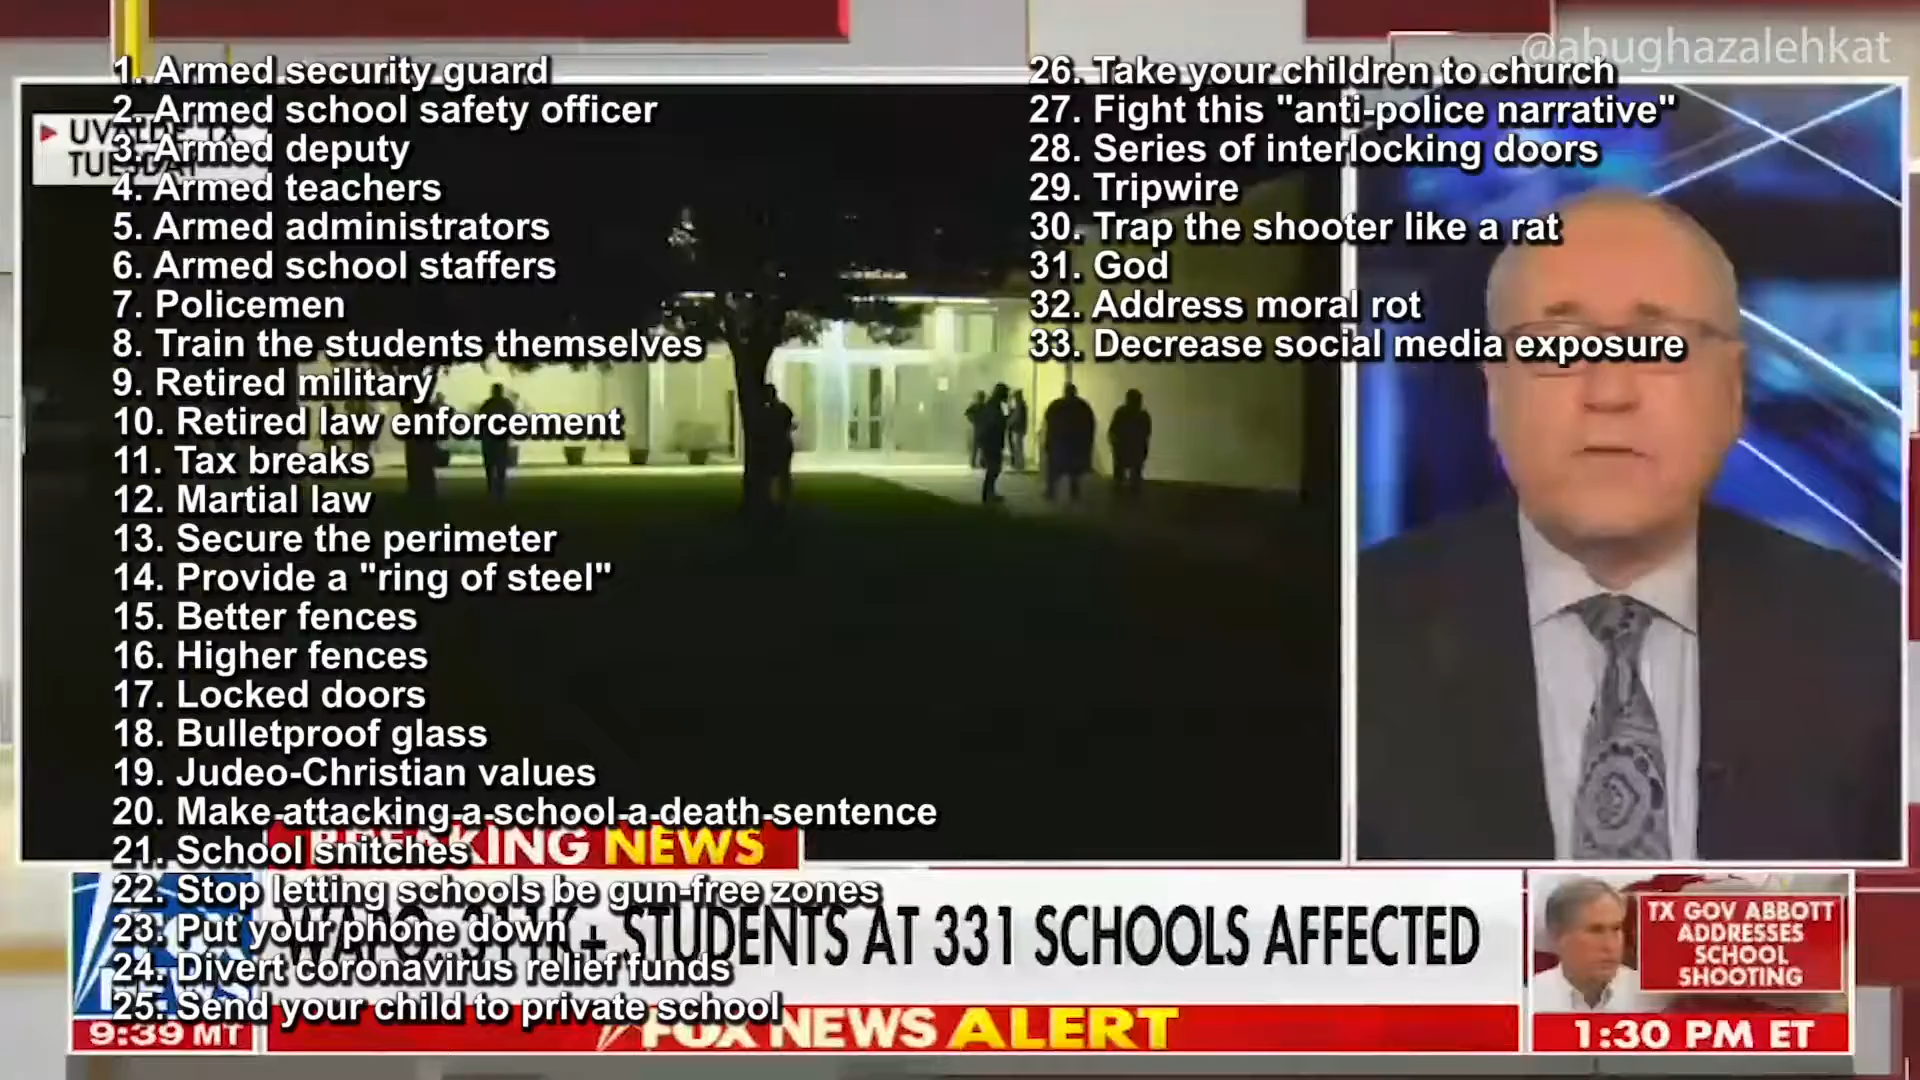 @abughazalehkat
1. Armed security guard
2. Armed school safety officer
3. Armed deputy
4. Armed teachers
5. Armed administrators
6. Armed school staffers
7. Policemen
8. Train the students themselves
9. Retired military
10. Retired law enforcement
11. Tax breaks
12. Martial law
13. Secure the perimeter
14. Provide a "ring of steel"
15. Better fences
16. Higher fences
17. Locked doors
18. Bulletproof glass
19. Judeo-Christian values
20. Make attacking a school a death sentence
21. School snitches
22. Stop letting schools be gun-free zones
23. Put your phone down
24. Divert coronavirus relief funds
25. Send your child to private school
26. Take your children to church
27. Fight this "anti-police narrative"
28. Series of interlocking doors
29. Tripwire
30. Trap the shooter like a rat
31. God
32. Address moral rot
33. Decrease social media exposure
UVALDE, TX
TUESDAY
BREAKING NEWS
WAPO: 311K+ STUDENTS AT 331 SCHOOLS AFFECTED
NEWS
9:39 MT
FOX NEWS ALERT
TX GOV ABBOTT
ADDRESSES
SCHOOL
SHOOTING
1:30 PM ET